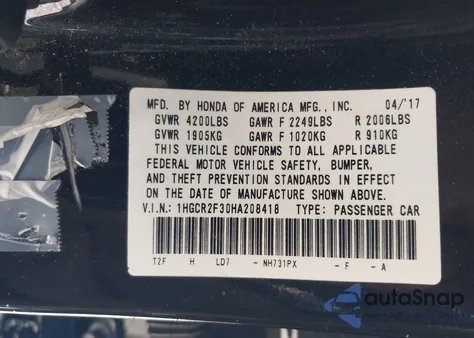 MFD. BY HONDA OF AMERICA MFG., INC. 04/'17
GVWR 4200LBS GAWR F 2249LBS R 2006LBS
GVWR 1905KG GAWR F 1020KG R 910KG
THIS VEHICLE CONFORMS TO ALL APPLICABLE
FEDERAL MOTOR VEHICLE SAFETY, BUMPER,
AND THEFT PREVENTION STANDARDS IN EFFECT
ON THE DATE OF MANUFACTURE SHOWN ABOVE.
V.I.N.: 1HGCR2F30HA208418 TYPE: PASSENGER CAR
T2F H LD7 - NH731PX - F - A
autoSnap